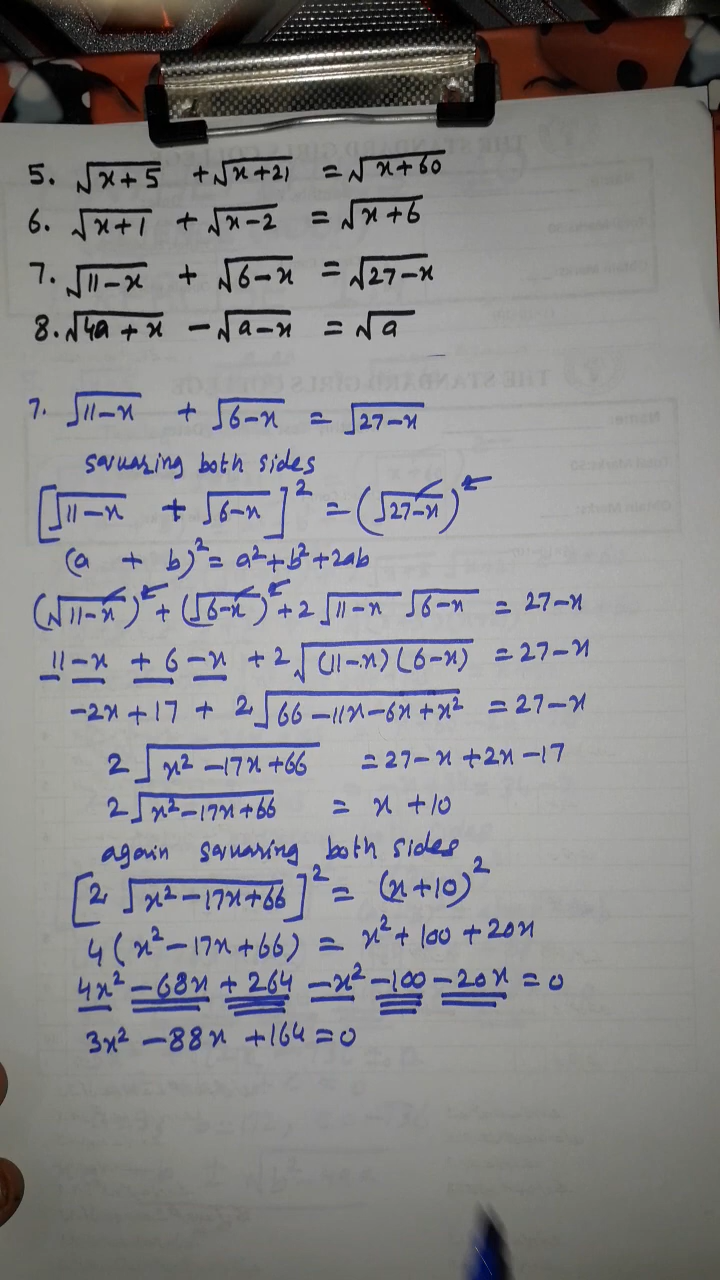 5. √(x+5) + √(x+21) = √(x+60)
6. √(x+1) + √(x-2) = √(x+6)
7. √(11-x) + √(6-x) = √(27-x)
8. √(4a+x) - √(a-x) = √a
7. √(11-x) + √(6-x) = √(27-x)
squaring both sides
[√(11-x) + √(6-x)]² = (√(27-x))²
(a + b)² = a²+b²+2ab
(√(11-x))² + (√(6-x))² + 2√(11-x) √(6-x) = 27-x
11-x + 6-x + 2√((11-x)(6-x)) = 27-x
-2x+17 + 2√(66-11x-6x+x²) = 27-x
2√(x²-17x+66) = 27-x+2x-17
2√(x²-17x+66) = x+10
again squaring both sides
[2√(x²-17x+66)]² = (x+10)²
4(x²-17x+66) = x²+100+20x
4x²-68x+264-x²-100-20x=0
3x²-88x+164=0